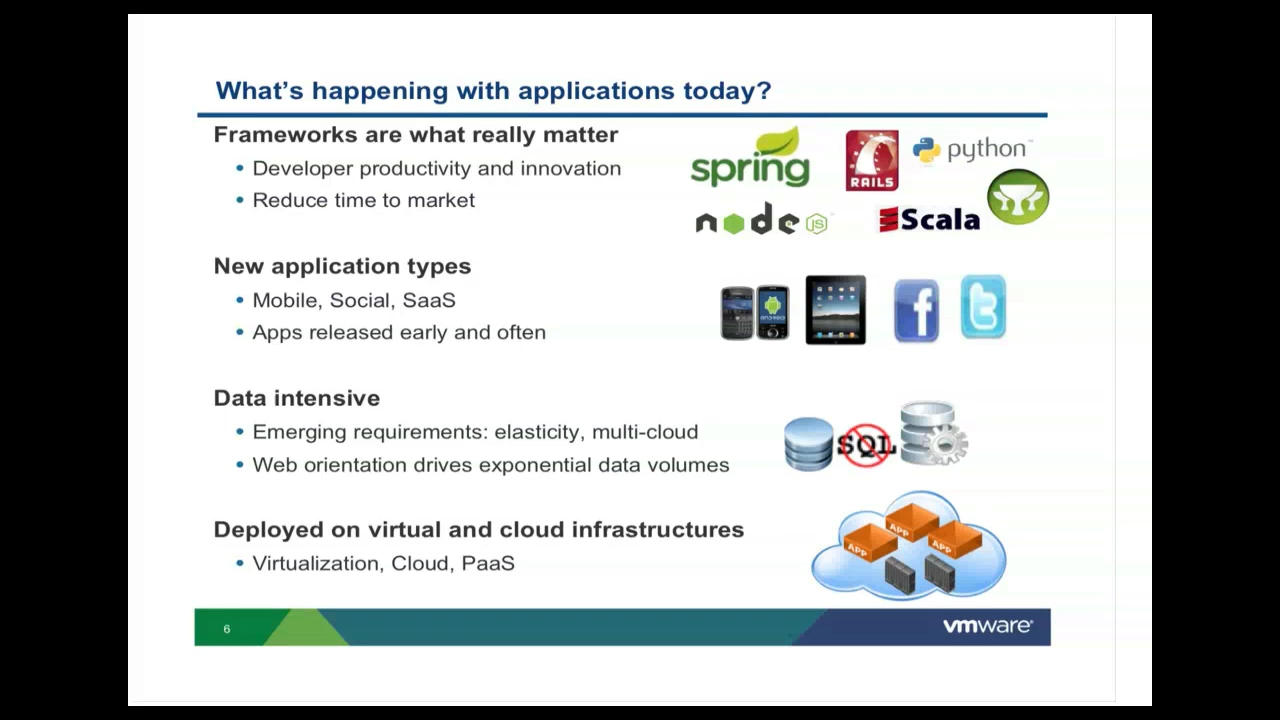 What's happening with applications today?
Frameworks are what really matter
• Developer productivity and innovation
• Reduce time to market
spring
RAILS
python™
node JS
Scala
New application types
• Mobile, Social, SaaS
• Apps released early and often
ANDROID
f
t
Data intensive
• Emerging requirements: elasticity, multi-cloud
• Web orientation drives exponential data volumes
SQL
Deployed on virtual and cloud infrastructures
• Virtualization, Cloud, PaaS
APP
APP
APP
6
vmware®